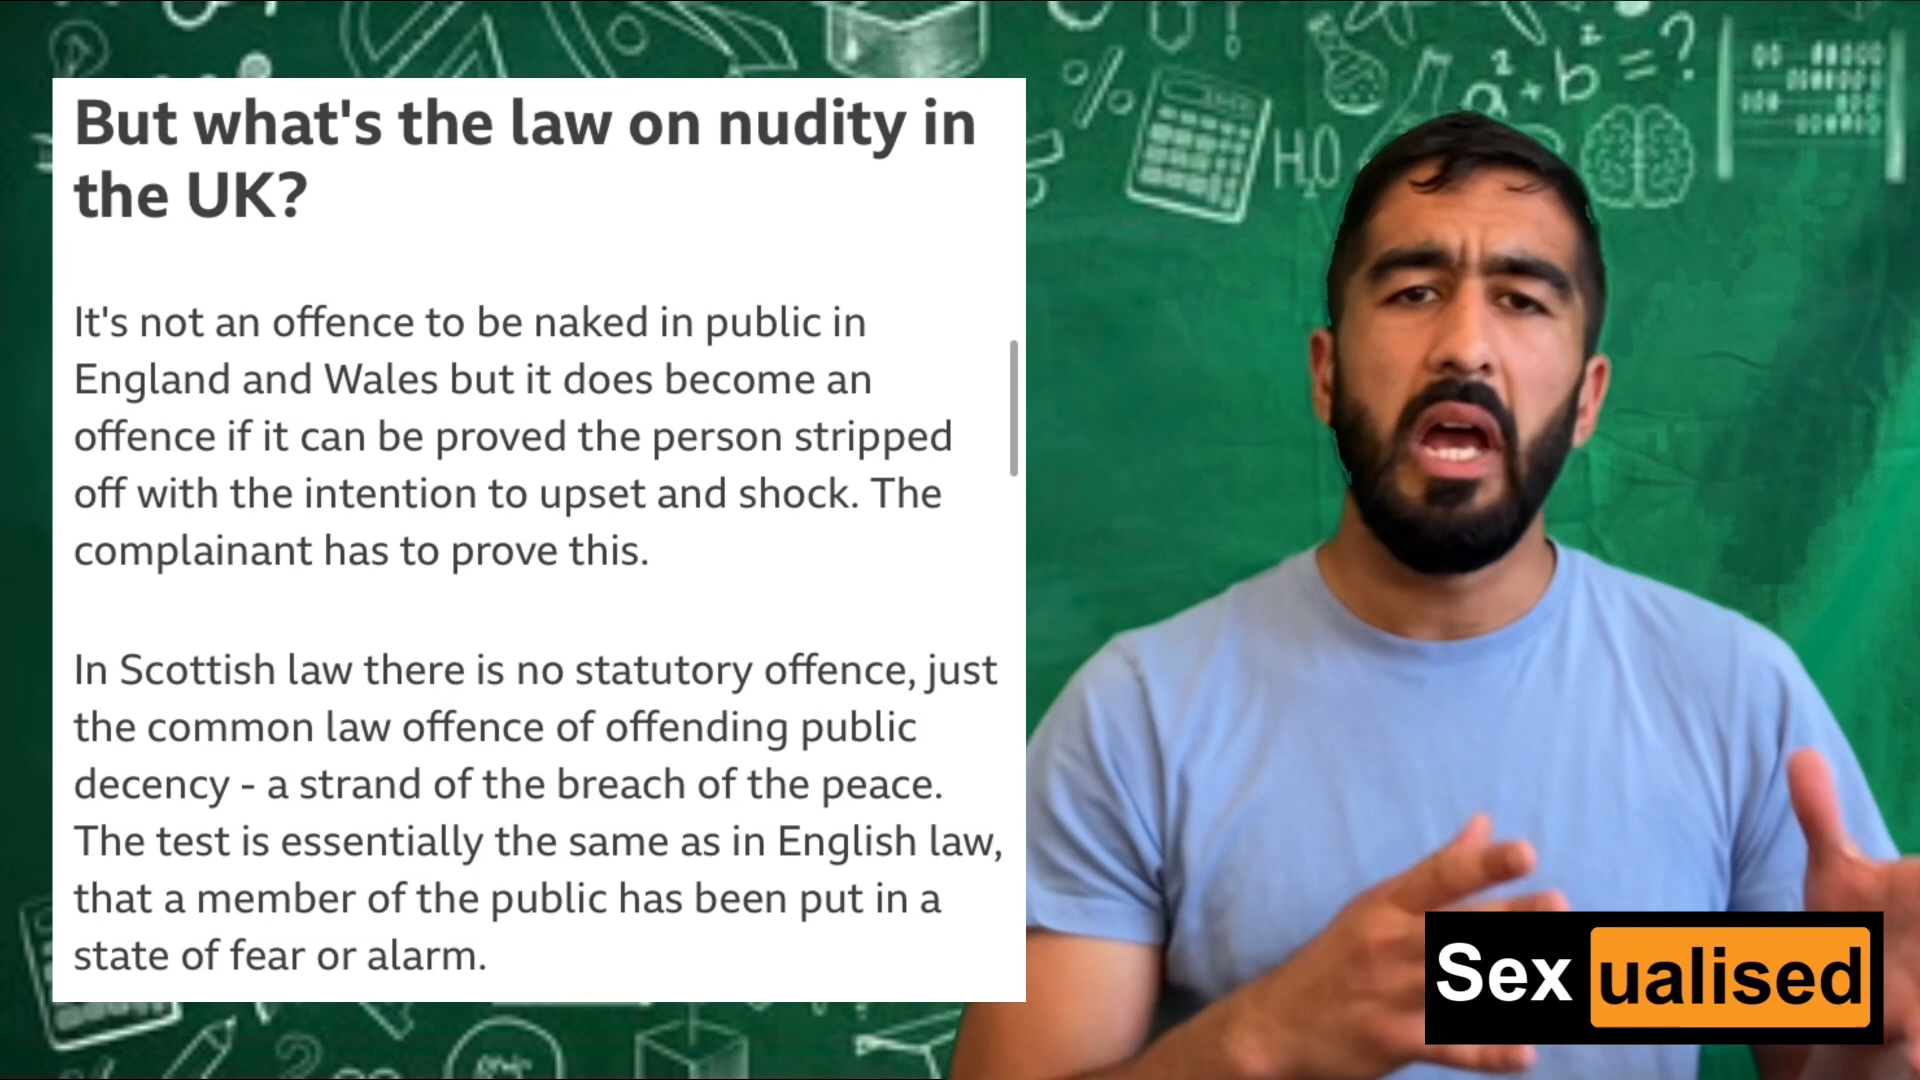 But what's the law on nudity in
the UK?
It's not an offence to be naked in public in
England and Wales but it does become an
offence if it can be proved the person stripped
off with the intention to upset and shock. The
complainant has to prove this.
In Scottish law there is no statutory offence, just
the common law offence of offending public
decency - a strand of the breach of the peace.
The test is essentially the same as in English law,
that a member of the public has been put in a
state of fear or alarm.
% H₂O a² + b² = ?
Sexualised